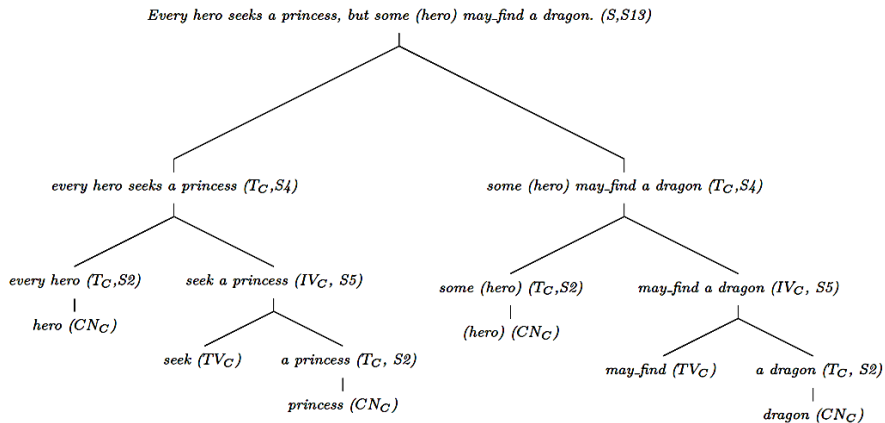 Every hero seeks a princess, but some (hero) may_find a dragon. (S,S13)
every hero seeks a princess (T_C,S4) some (hero) may_find a dragon (T_C,S4)
every hero (T_C,S2) seek a princess (IV_C, S5) some (hero) (T_C,S2) may_find a dragon (IV_C, S5)
hero (CN_C) (hero) (CN_C)
seek (TV_C) a princess (T_C, S2) may_find (TV_C) a dragon (T_C, S2)
princess (CN_C) dragon (CN_C)